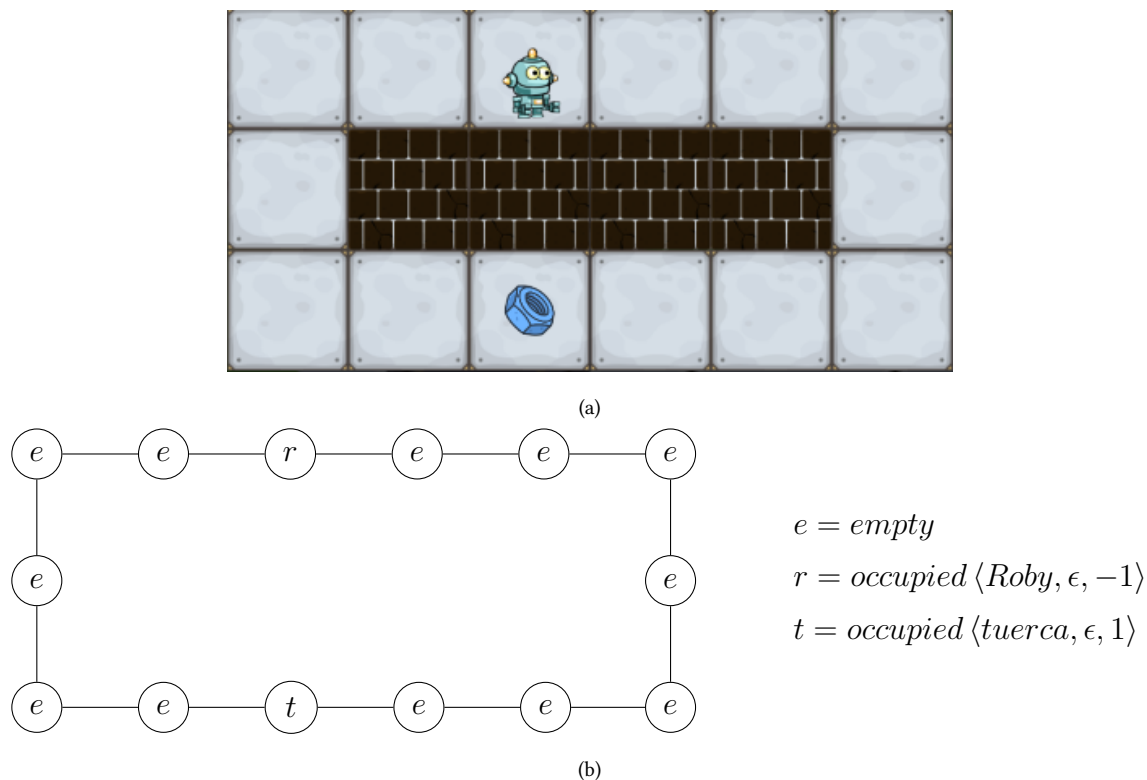 (a)
e e r e e e
e e
e e t e e e
e = empty
r = occupied ⟨Roby, ϵ, −1⟩
t = occupied ⟨tuerca, ϵ, 1⟩
(b)